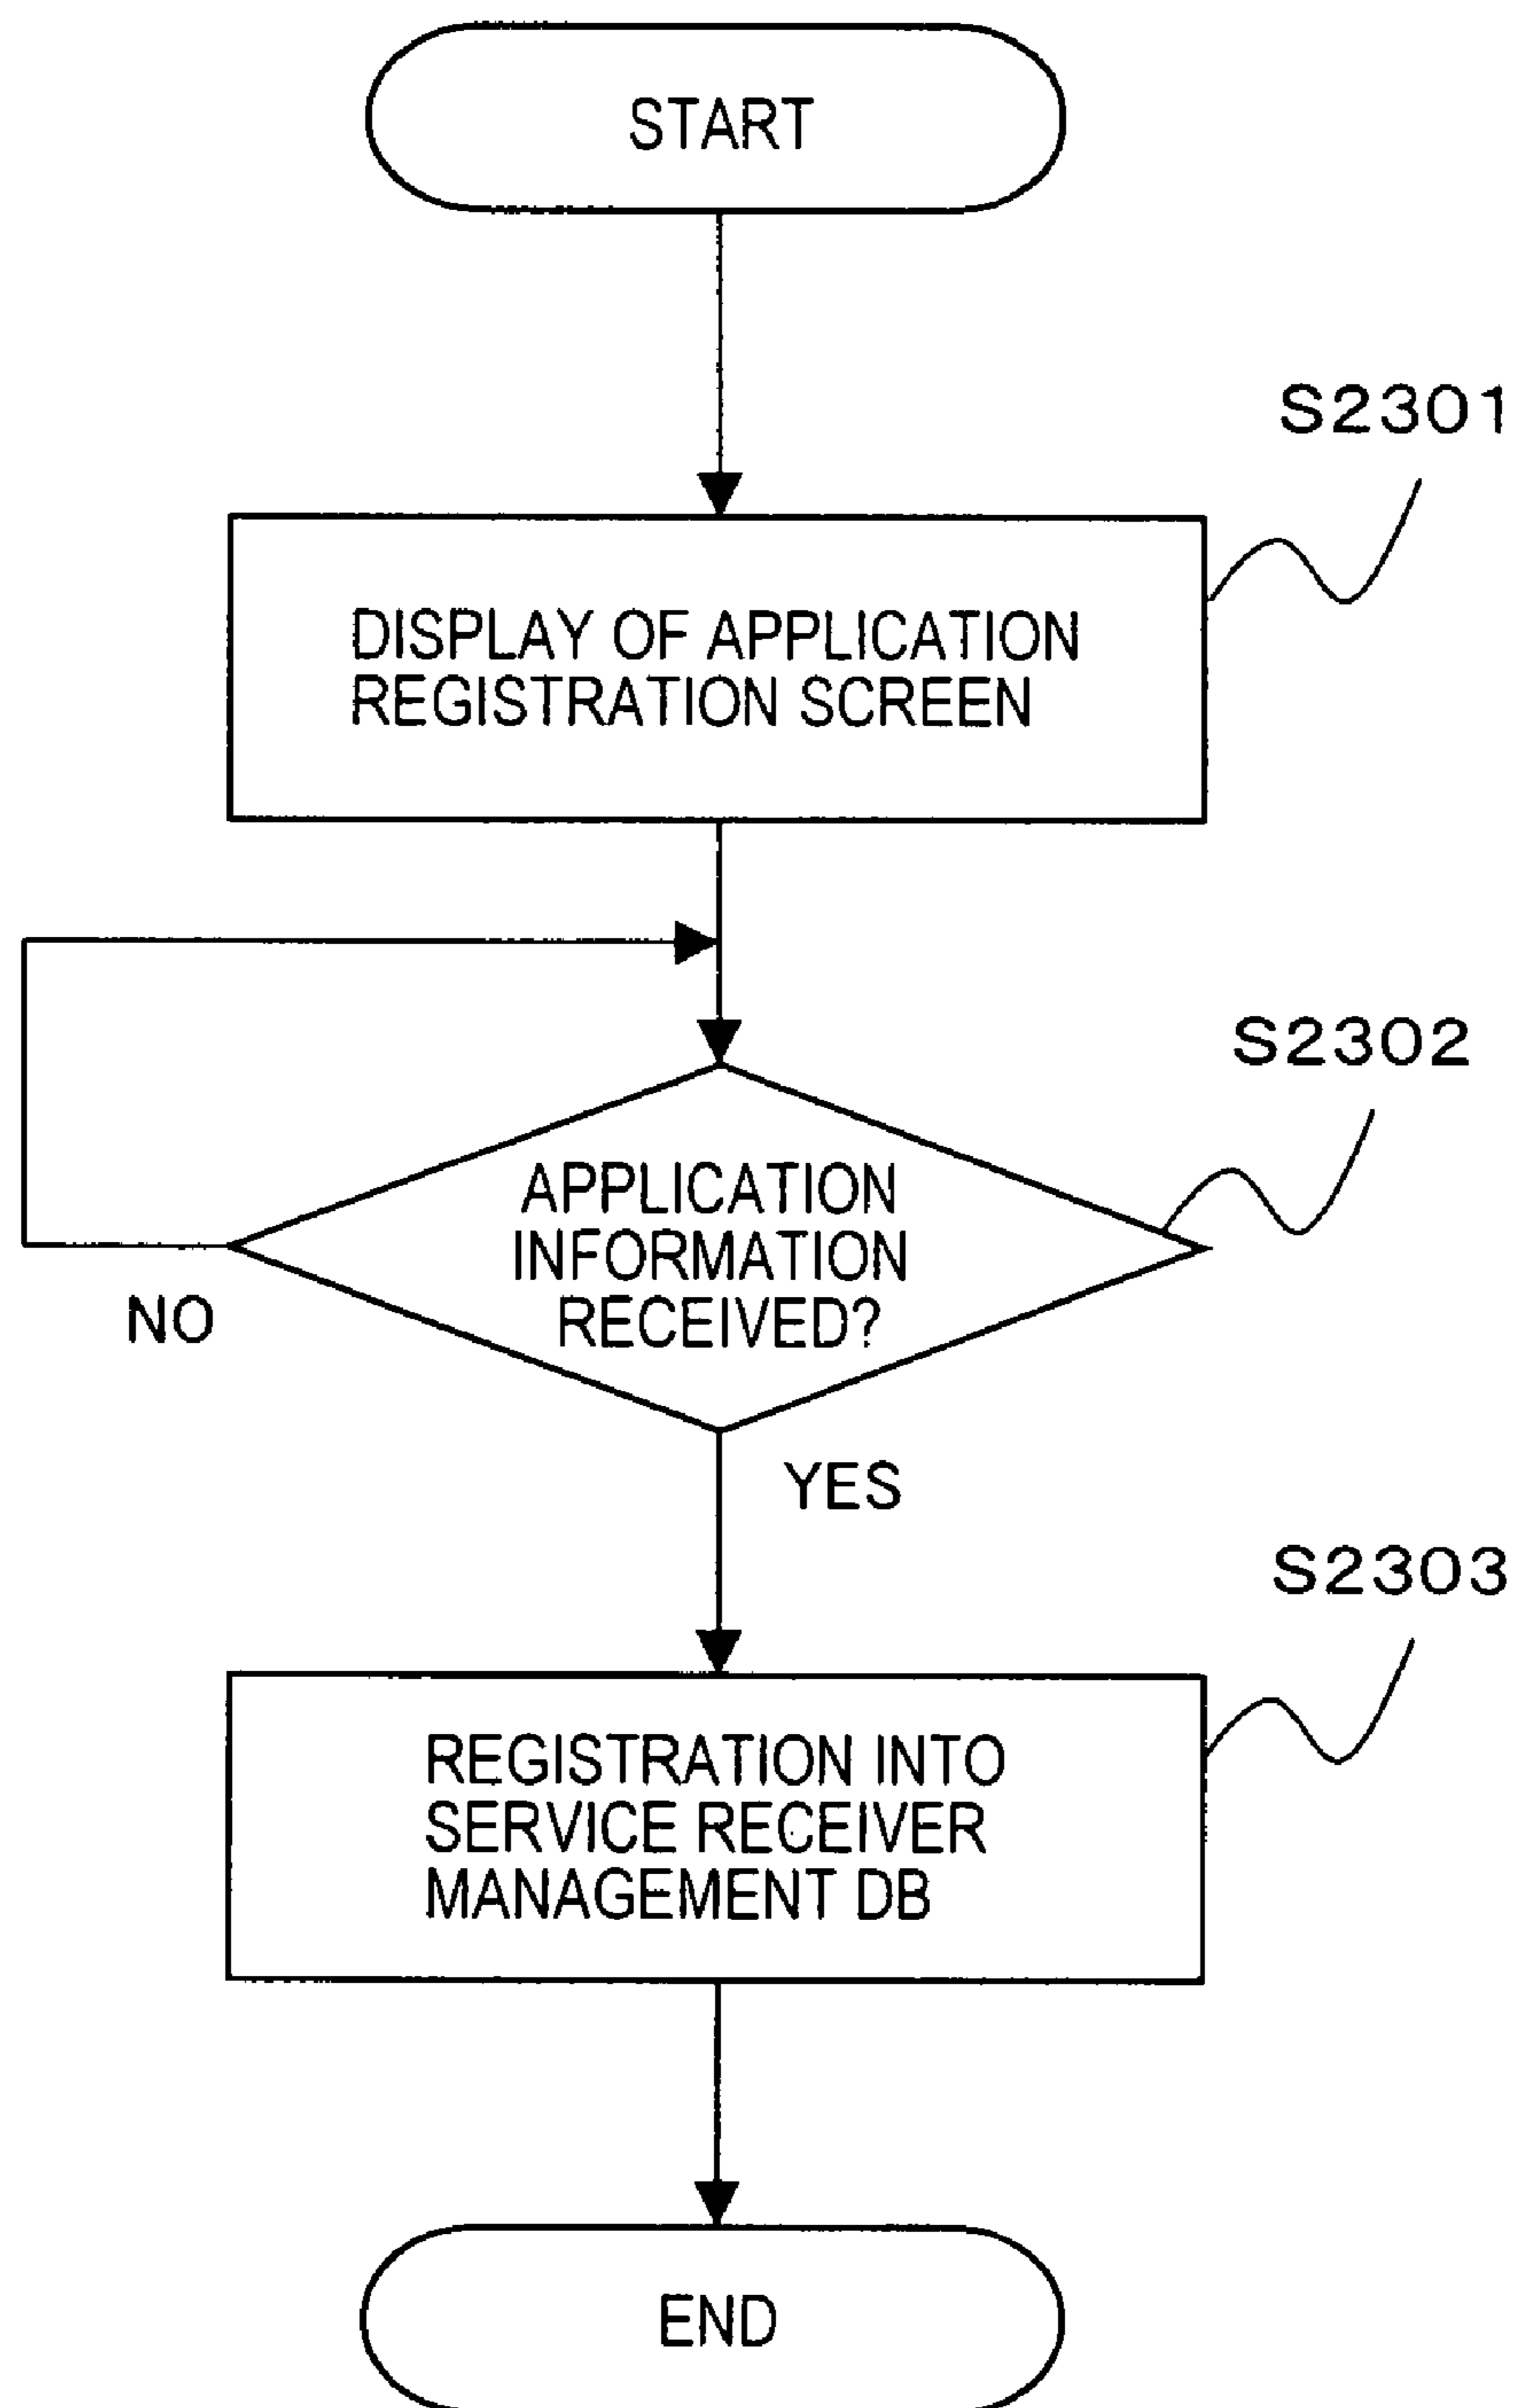 START
S2301
DISPLAY OF APPLICATION
REGISTRATION SCREEN
S2302
APPLICATION
INFORMATION
RECEIVED?
NO
YES
S2303
REGISTRATION INTO
SERVICE RECEIVER
MANAGEMENT DB
END